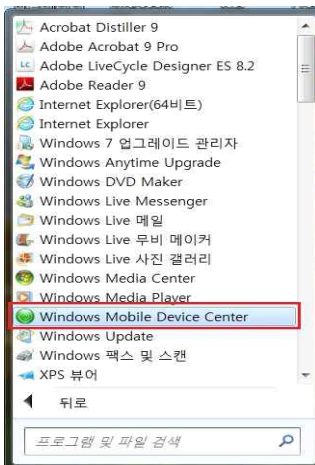 Acrobat Distiller 9
Adobe Acrobat 9 Pro
Adobe LiveCycle Designer ES 8.2
Adobe Reader 9
Internet Explorer(64비트)
Internet Explorer
Windows 7 업그레이드 관리자
Windows Anytime Upgrade
Windows DVD Maker
Windows Live Messenger
Windows Live 메일
Windows Live 무비 메이커
Windows Live 사진 갤러리
Windows Media Center
Windows Media Player
Windows Mobile Device Center
Windows Update
Windows 팩스 및 스캔
XPS 뷰어
뒤로
프로그램 및 파일 검색